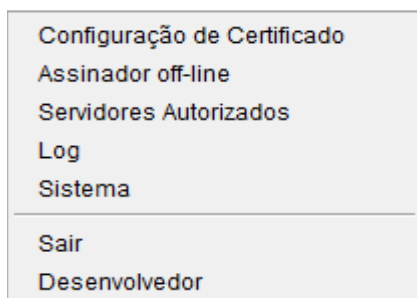 Configuração de Certificado
Assinador off-line
Servidores Autorizados
Log
Sistema
Sair
Desenvolvedor